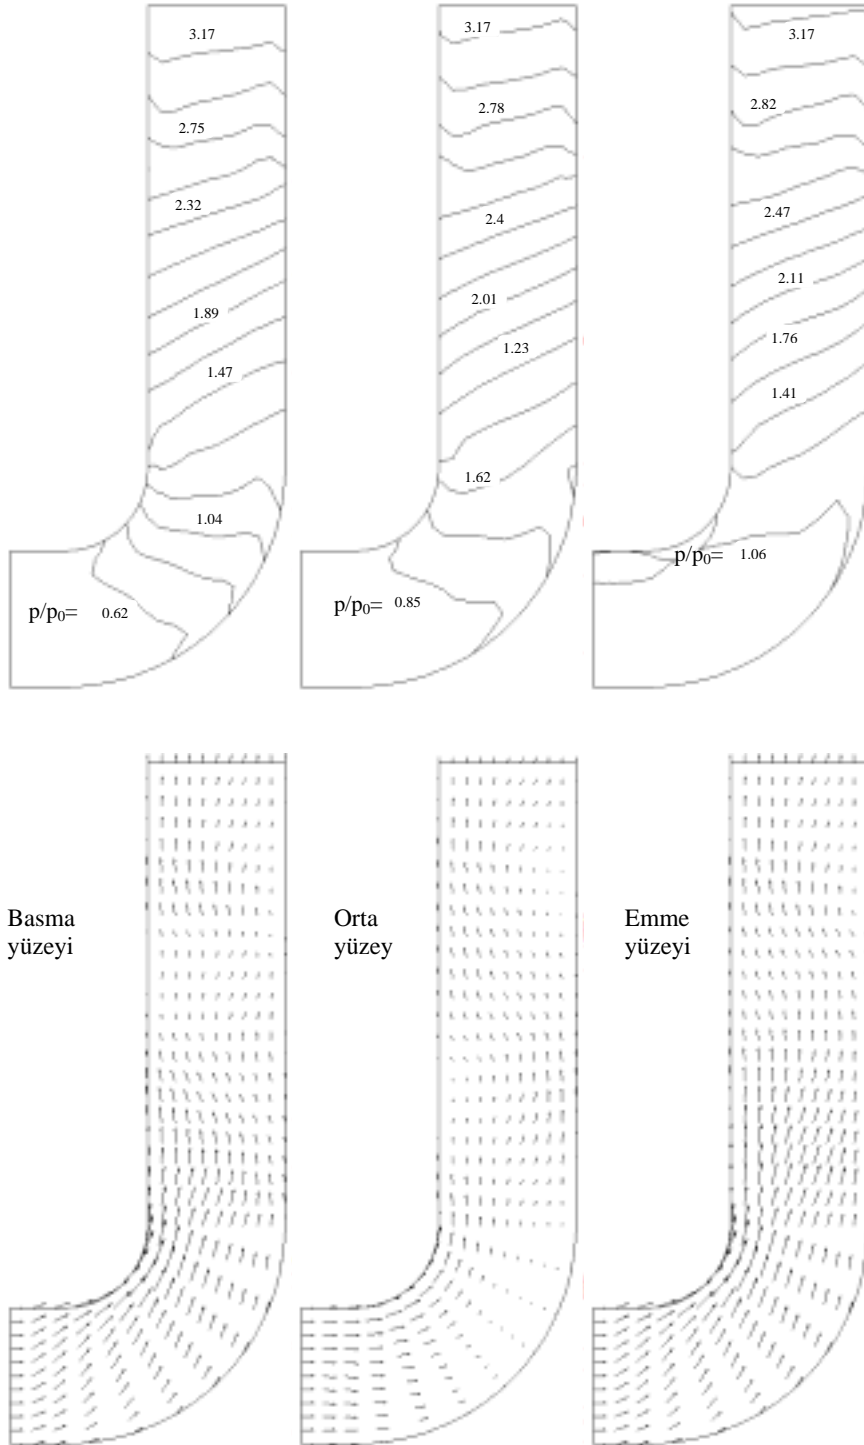 3.17
2.75
2.32
1.89
1.47
1.04
p/p₀= 0.62
3.17
2.78
2.4
2.01
1.23
1.62
p/p₀= 0.85
3.17
2.82
2.47
2.11
1.76
1.41
p/p₀= 1.06
Basma
yüzeyi
Orta
yüzey
Emme
yüzeyi